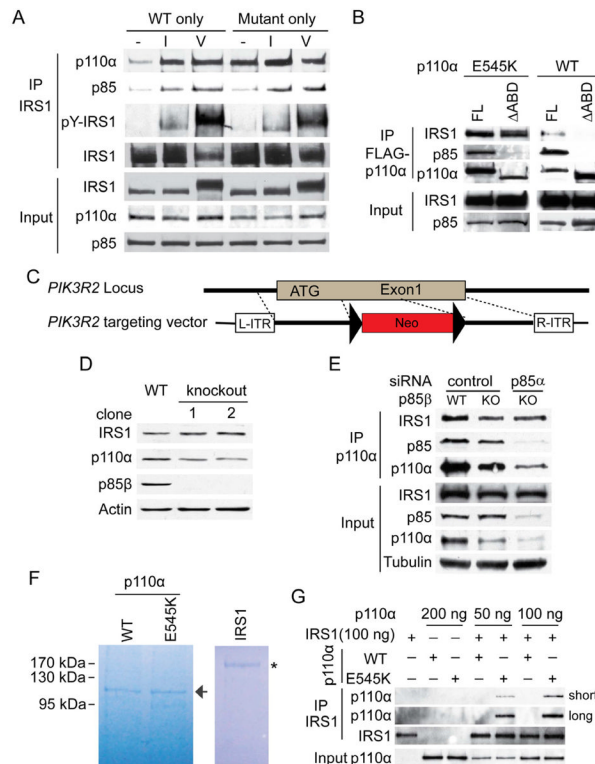 A
WT only Mutant only
- I V - I V
IP IRS1
p110α
p85
pY-IRS1
IRS1
Input
IRS1
p110α
p85
B
p110α E545K WT
FL ΔABD FL ΔABD
IP FLAG-p110α
IRS1
p85
p110α
Input
IRS1
p85
C
PIK3R2 Locus
ATG Exon1
PIK3R2 targeting vector
L-ITR Neo R-ITR
D
WT knockout
clone 1 2
IRS1
p110α
p85β
Actin
E
siRNA control p85α
p85β WT KO KO
IP p110α
IRS1
p85
p110α
Input
IRS1
p85
p110α
Tubulin
F
p110α
WT E545K IRS1
170 kDa -
130 kDa -
95 kDa -
*
G
p110α 200 ng 50 ng 100 ng
IRS1(100 ng) + - - + + + +
p110α
WT - + - + - + -
E545K - - + - + - +
IP IRS1
p110α short
p110α long
IRS1
Input p110α